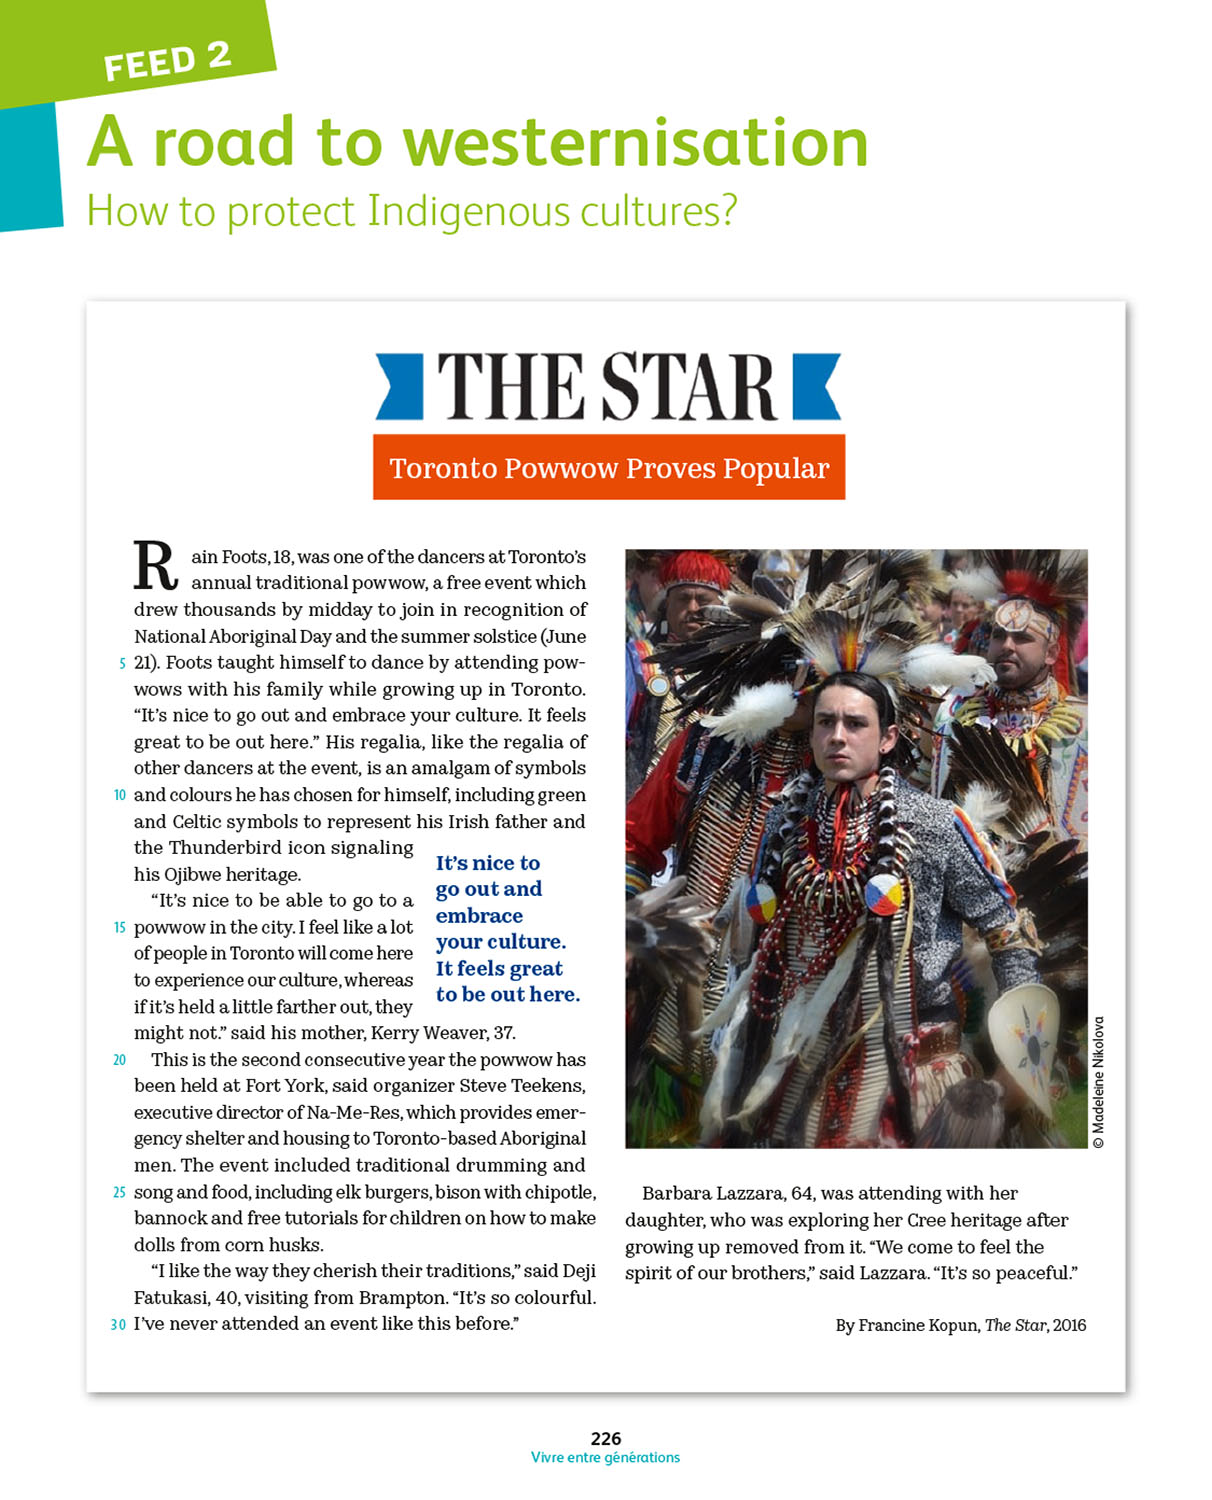 FEED 2
A road to westernisation
How to protect Indigenous cultures?
THE STAR
Toronto Powwow Proves Popular
Rain Foots, 18, was one of the dancers at Toronto's
annual traditional powwow, a free event which
drew thousands by midday to join in recognition of
National Aboriginal Day and the summer solstice (June
5 21). Foots taught himself to dance by attending pow-
wows with his family while growing up in Toronto.
“It's nice to go out and embrace your culture. It feels
great to be out here.” His regalia, like the regalia of
other dancers at the event, is an amalgam of symbols
10 and colours he has chosen for himself, including green
and Celtic symbols to represent his Irish father and
the Thunderbird icon signaling
his Ojibwe heritage.
“It's nice to be able to go to a
15 powwow in the city. I feel like a lot
of people in Toronto will come here
to experience our culture, whereas
if it's held a little farther out, they
might not.” said his mother, Kerry Weaver, 37.
It's nice to
go out and
embrace
your culture.
It feels great
to be out here.
20 This is the second consecutive year the powwow has
been held at Fort York, said organizer Steve Teekens,
executive director of Na-Me-Res, which provides emer-
gency shelter and housing to Toronto-based Aboriginal
men. The event included traditional drumming and
25 song and food, including elk burgers, bison with chipotle,
bannock and free tutorials for children on how to make
dolls from corn husks.
“I like the way they cherish their traditions,” said Deji
Fatukasi, 40, visiting from Brampton. “It's so colourful.
30 I've never attended an event like this before.”
© Madeleine Nikolova
Barbara Lazzara, 64, was attending with her
daughter, who was exploring her Cree heritage after
growing up removed from it. “We come to feel the
spirit of our brothers,” said Lazzara. “It's so peaceful.”
By Francine Kopun, The Star, 2016
226
Vivre entre générations